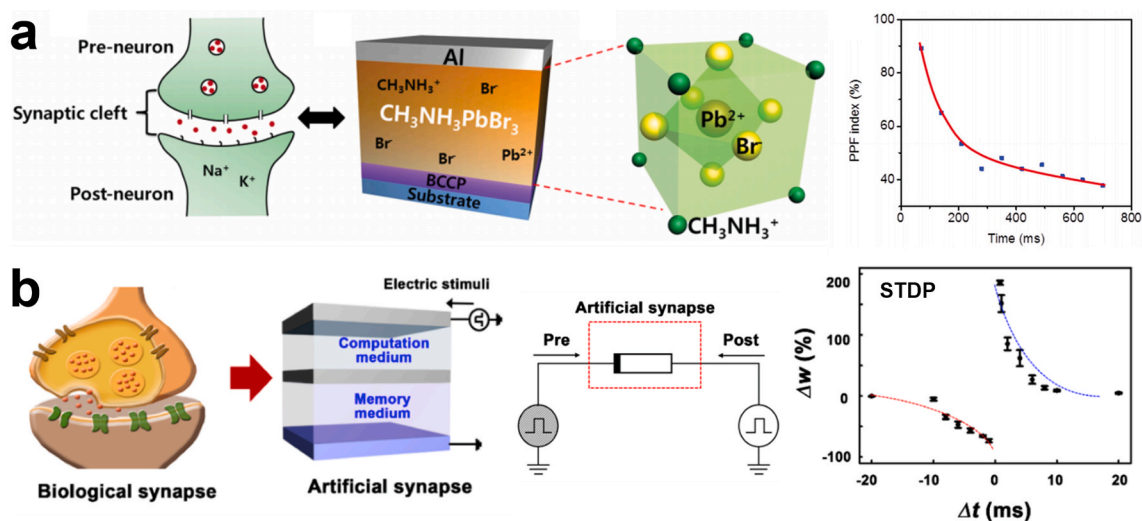 a
Pre-neuron
Synaptic cleft
Na⁺
K⁺
Post-neuron
Al
CH₃NH₃⁺
Br⁻
CH₃NH₃PbBr₃
Br⁻
Br⁻
Pb²⁺
BCCP
Substrate
Pb²⁺
Br⁻
CH₃NH₃⁺
PPF index (%)
100
80
60
40
0
200
400
600
800
Time (ms)
b
Biological synapse
Electric stimuli
Computation medium
Memory medium
Artificial synapse
Artificial synapse
Pre
Post
STDP
Δw (%)
200
100
0
-100
-20
-10
0
10
20
Δt (ms)